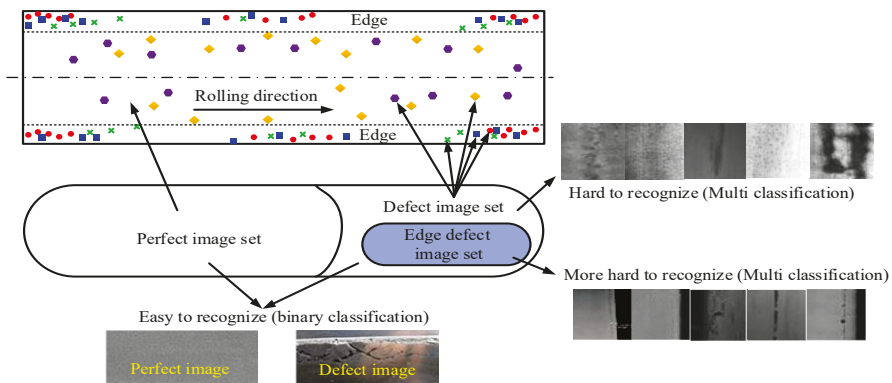 Edge
Rolling direction
Edge
Hard to recognize (Multi classification)
Defect image set
Perfect image set
Edge defect
image set
More hard to recognize (Multi classification)
Easy to recognize (binary classification)
Perfect image
Defect image